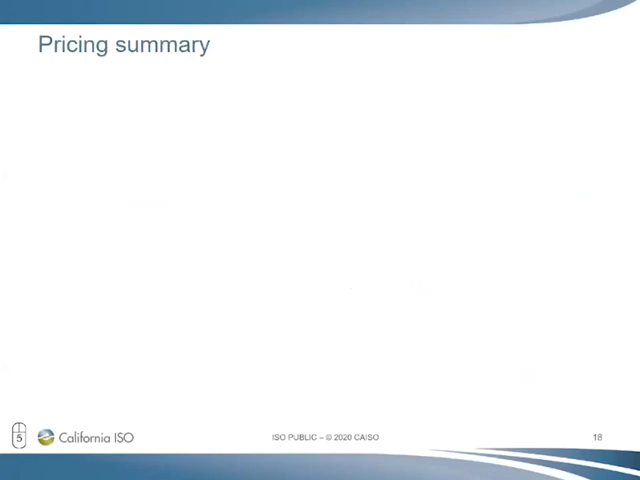 Pricing summary
5
California ISO
ISO PUBLIC – © 2020 CAISO
18